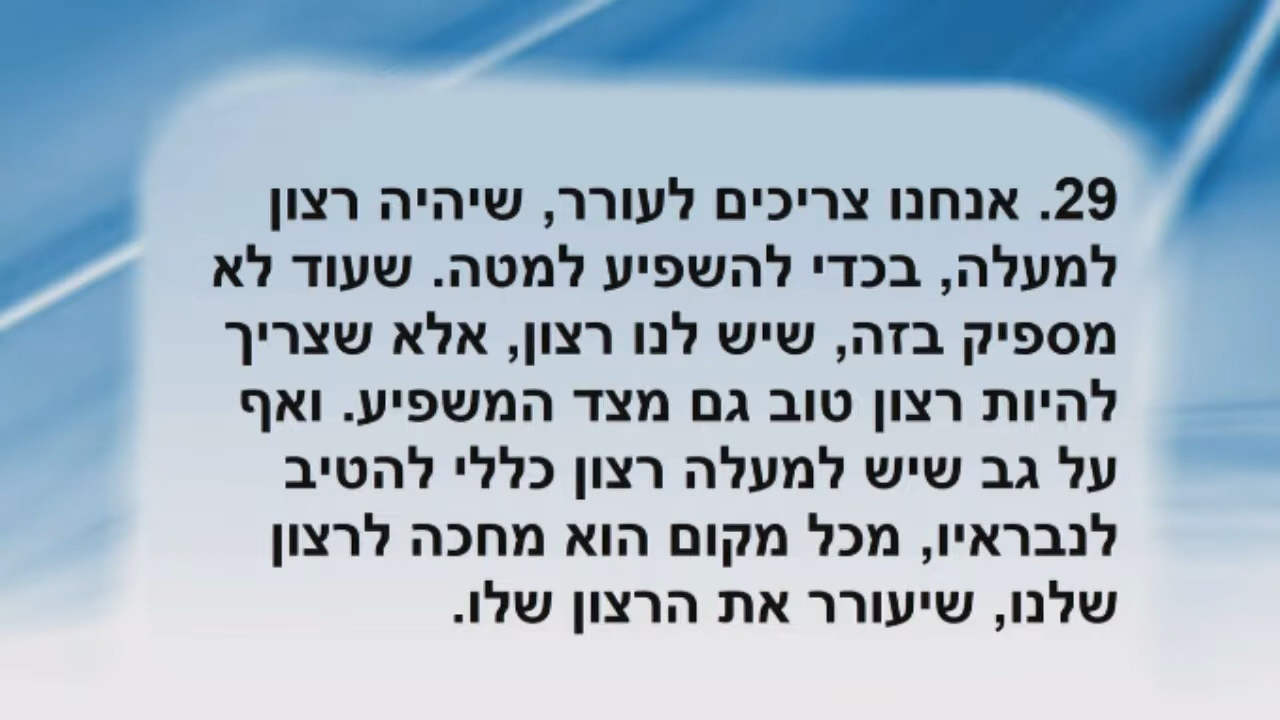 29. אנחנו צריכים לעורר, שיהיה רצון
למעלה, בכדי להשפיע למטה. שעוד לא
מספיק בזה, שיש לנו רצון, אלא שצריך
להיות רצון טוב גם מצד המשפיע. ואף
על גב שיש למעלה רצון כללי להטיב
לנבראיו, מכל מקום הוא מחכה לרצון
שלנו, שיעורר את הרצון שלו.